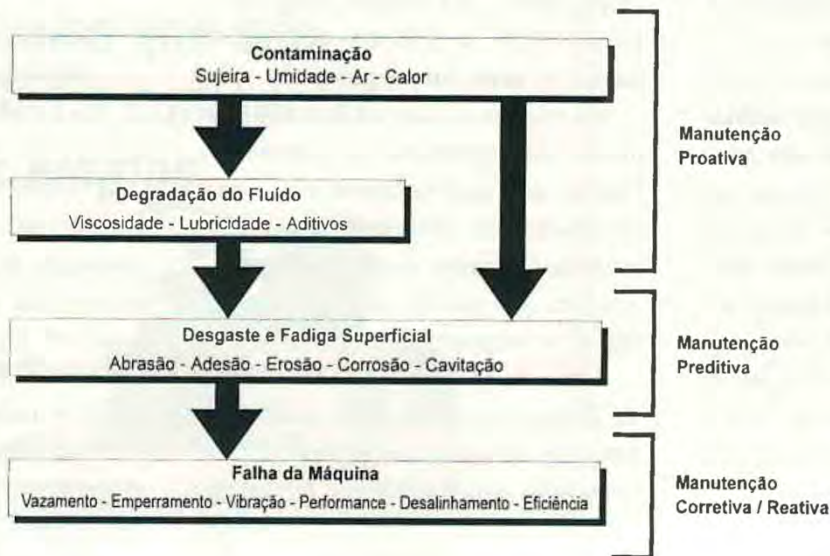 Contaminação
Sujeira - Umidade - Ar - Calor
Manutenção
Proativa
Degradação do Fluído
Viscosidade - Lubricidade - Aditivos
Desgaste e Fadiga Superficial
Abrasão - Adesão - Erosão - Corrosão - Cavitação
Manutenção
Preditiva
Falha da Máquina
Vazamento - Emperramento - Vibração - Performance - Desalinhamento - Eficiência
Manutenção
Corretiva / Reativa